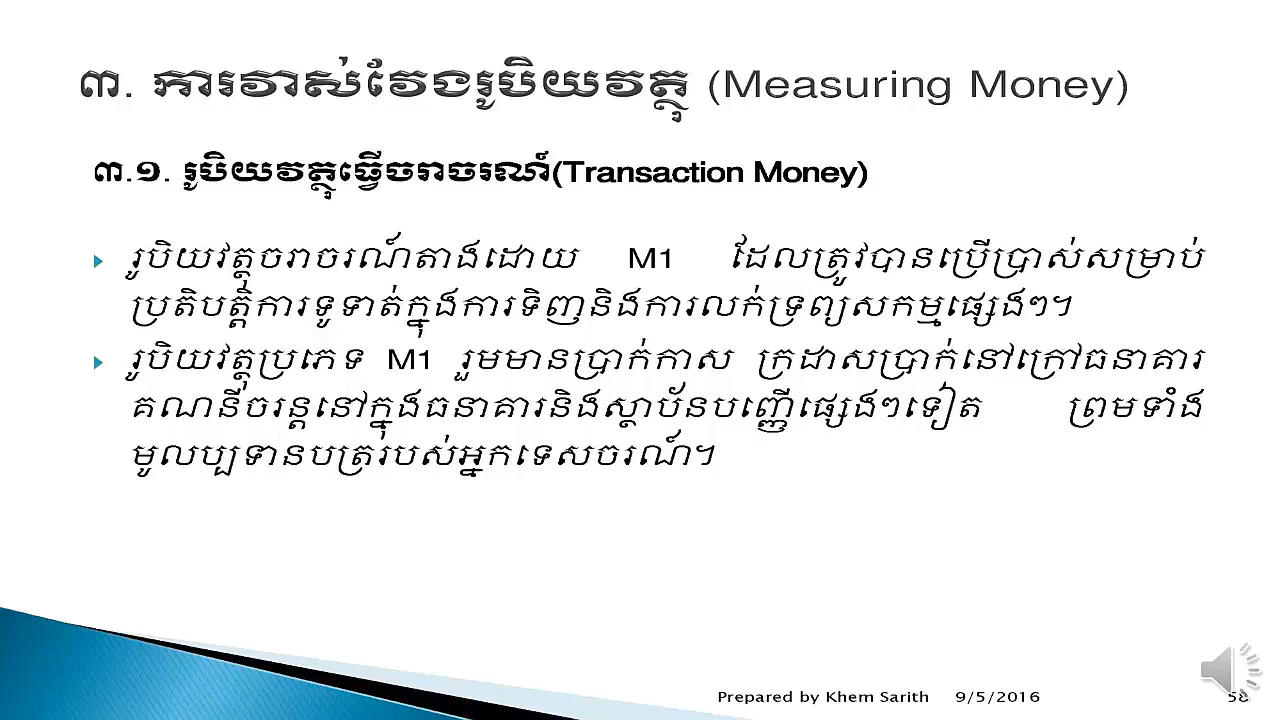 ៣. ការវាស់វែងរូបិយវត្ថុ (Measuring Money)
៣.១. រូបិយវត្ថុធ្វើចរាចរណ៍(Transaction Money)
រូបិយវត្ថុចរាចរណ៍តាងដោយ M1 ដែលត្រូវបានប្រើប្រាស់សម្រាប់
ប្រតិបត្តិការទូទាត់ក្នុងការទិញនិងការលក់ទ្រព្យសកម្មផ្សេងៗ។
រូបិយវត្ថុប្រភេទ M1 រួមមានប្រាក់កាស ក្រដាសប្រាក់នៅក្រៅធនាគារ
គណនីចរន្តនៅក្នុងធនាគារនិងស្ថាប័នបញ្ញើផ្សេងៗទៀត ព្រមទាំង
មូលប្បទានបត្ររបស់អ្នកទេសចរណ៍។
Prepared by Khem Sarith 9/5/2016 58